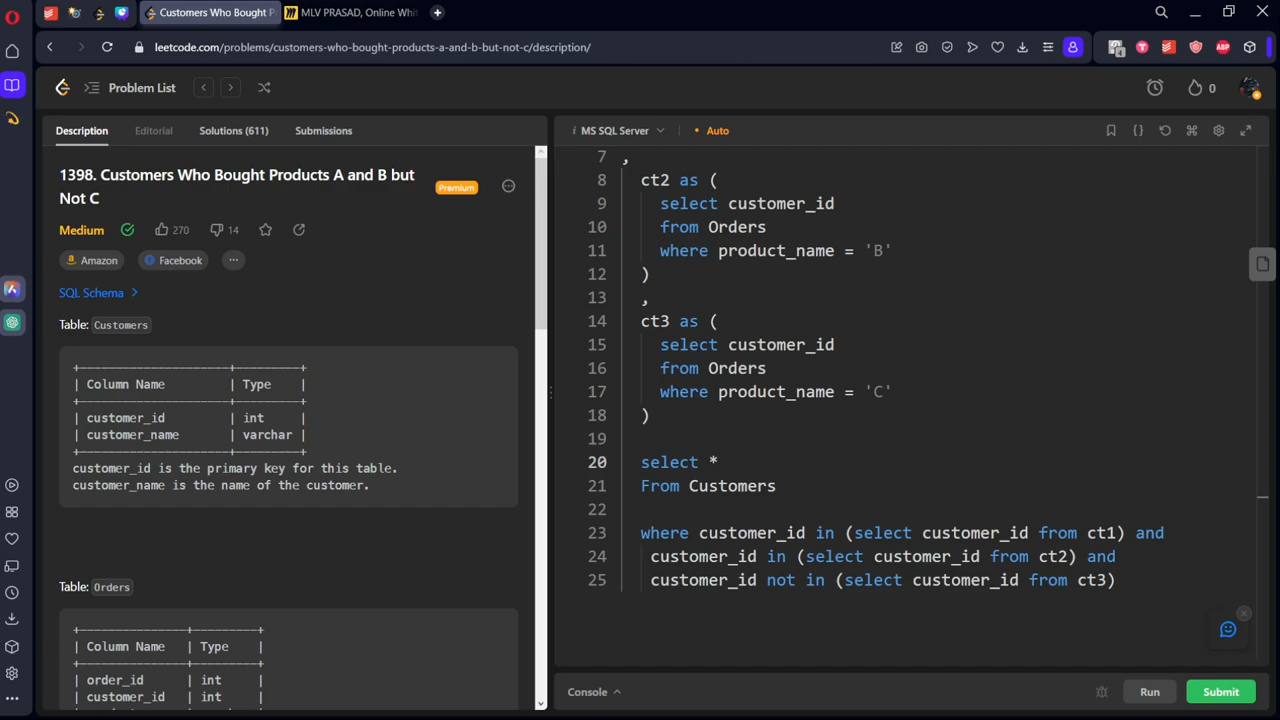 Customers Who Bought P
MLV PRASAD, Online Whit
leetcode.com/problems/customers-who-bought-products-a-and-b-but-not-c/description/
4
ABP
Problem List
0
Description
Editorial
Solutions (611)
Submissions
1398. Customers Who Bought Products A and B but
Not C
Premium
Medium
270
14
Amazon
Facebook
SQL Schema
Table: Customers
+---------------------+---------+
| Column Name | Type |
+---------------------+---------+
| customer_id | int |
| customer_name | varchar |
+---------------------+---------+
customer_id is the primary key for this table.
customer_name is the name of the customer.
Table: Orders
+---------------+---------+
| Column Name | Type |
+---------------+---------+
| order_id | int |
| customer_id | int |
i MS SQL Server
• Auto
7 ,
8 ct2 as (
9 select customer_id
10 from Orders
11 where product_name = 'B'
12 )
13 ,
14 ct3 as (
15 select customer_id
16 from Orders
17 where product_name = 'C'
18 )
19
20 select *
21 From Customers
22
23 where customer_id in (select customer_id from ct1) and
24 customer_id in (select customer_id from ct2) and
25 customer_id not in (select customer_id from ct3)
Console
Run
Submit